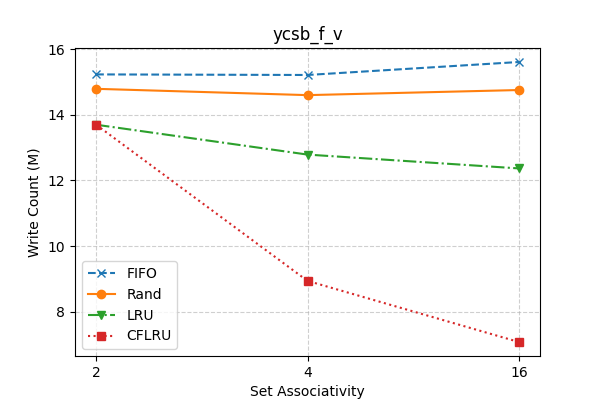 ycsb_f_v
Write Count (M)
16
14
12
10
8
FIFO
Rand
LRU
CFLRU
2
4
16
Set Associativity